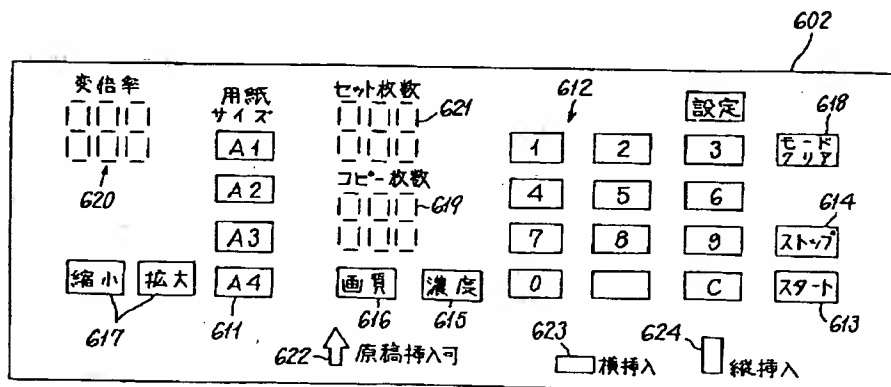 602
変倍率
620
用紙
サイズ
A1
A2
A3
A4
611
セット枚数
621
コピー枚数
619
612
設定
618
モード
クリア
1 2 3
4 5 6
7 8 9
0 C
614
ストップ
スタート
613
縮小 拡大
617
画質 濃度
616 615
622 原稿挿入可
623
横挿入
624
縦挿入